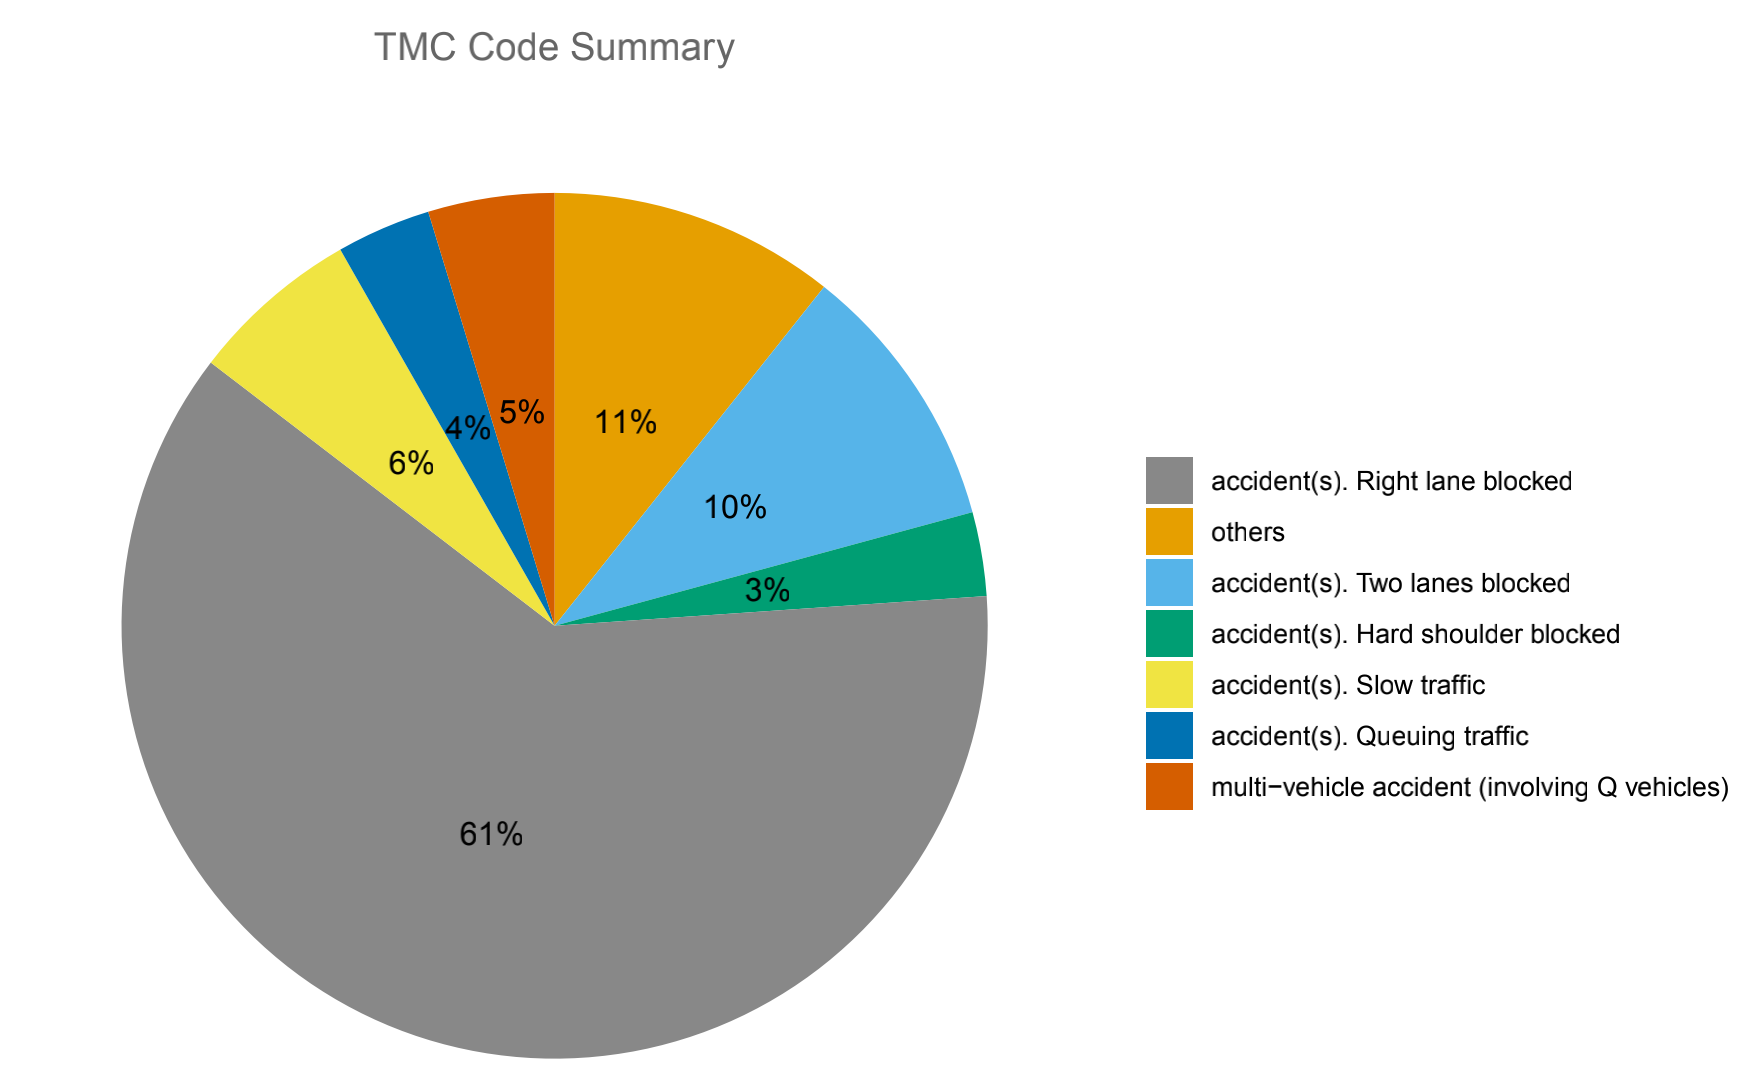 TMC Code Summary
5%
11%
4%
6%
10%
3%
61%
accident(s). Right lane blocked
others
accident(s). Two lanes blocked
accident(s). Hard shoulder blocked
accident(s). Slow traffic
accident(s). Queuing traffic
multi−vehicle accident (involving Q vehicles)